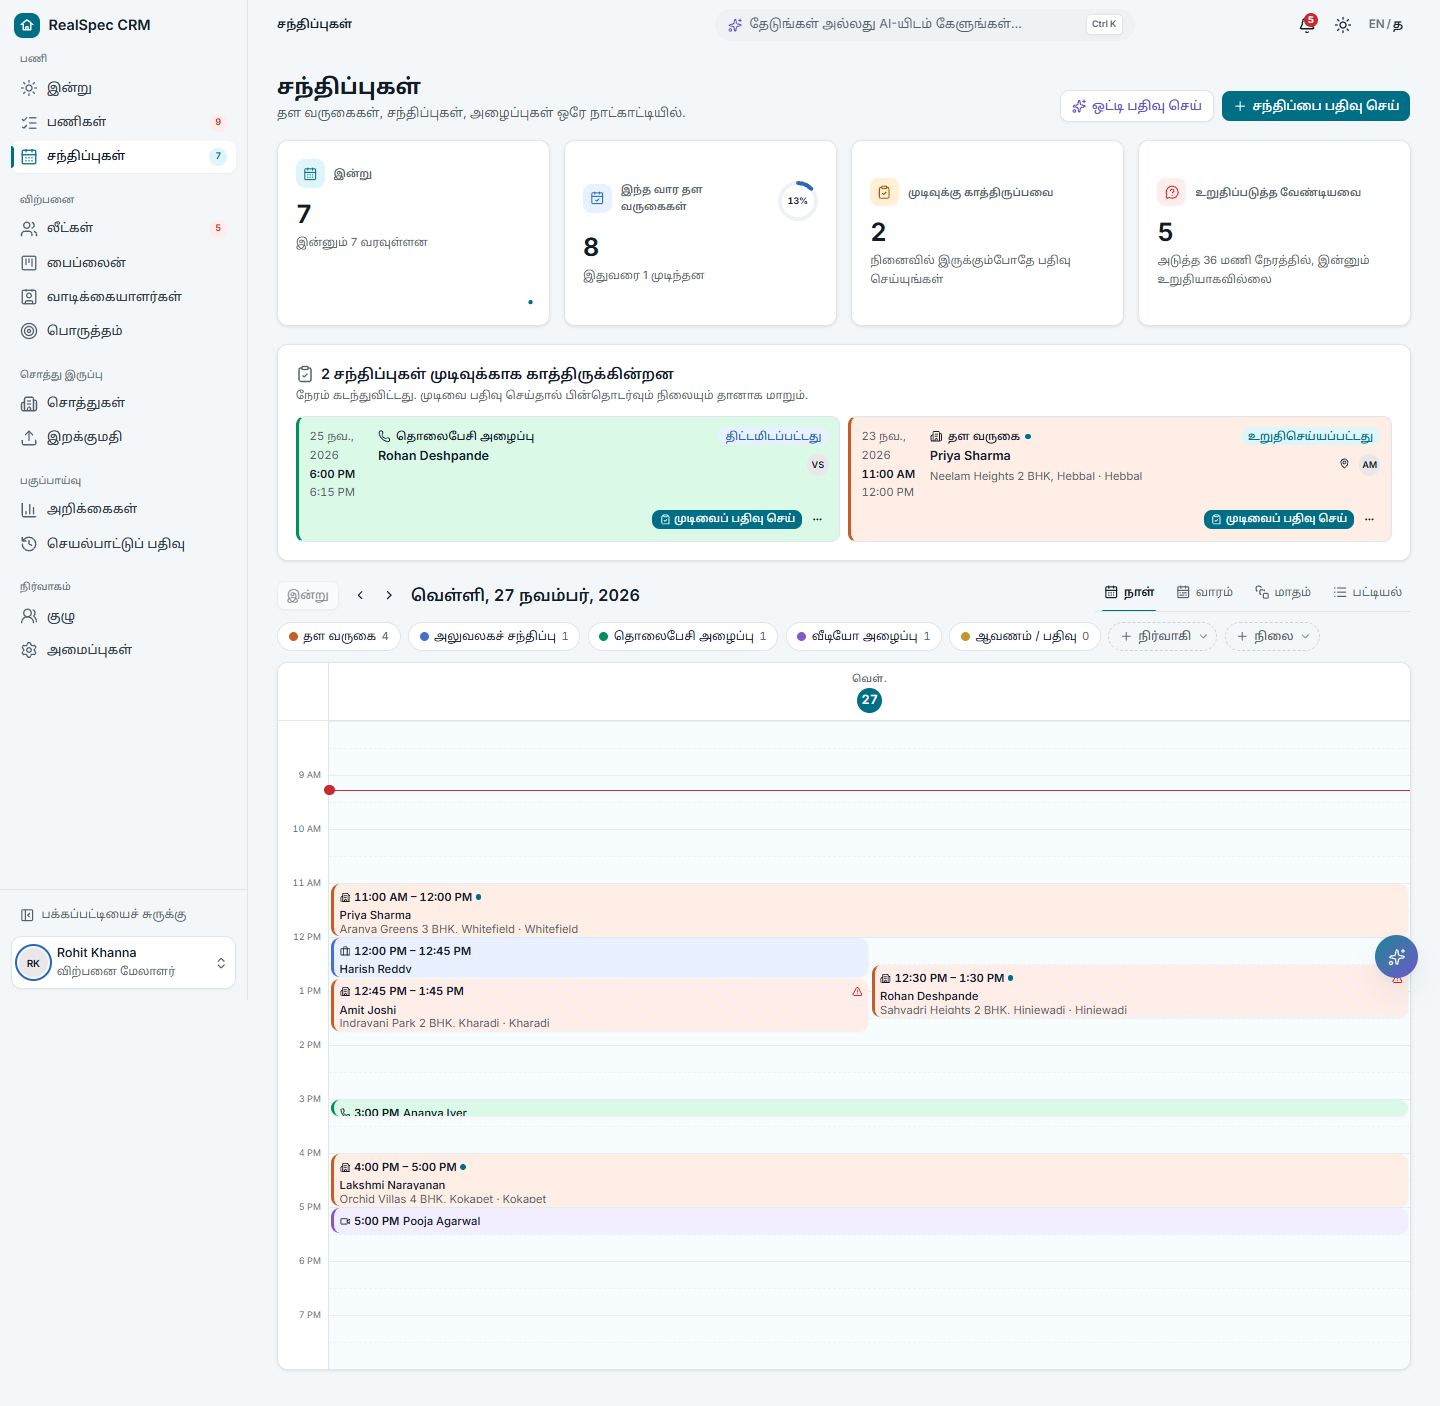 RealSpec CRM
பணி
இன்று
பணிகள் 9
சந்திப்புகள் 7
விற்பனை
லீட்கள் 5
பைப்லைன்
வாடிக்கையாளர்கள்
பொருத்தம்
சொத்து இருப்பு
சொத்துகள்
இறக்குமதி
பகுப்பாய்வு
அறிக்கைகள்
செயல்பாட்டுப் பதிவு
நிர்வாகம்
குழு
அமைப்புகள்
பக்கப்பட்டியைச் சுருக்கு
RK
Rohit Khanna
விற்பனை மேலாளர்
சந்திப்புகள்
தேடுங்கள் அல்லது AI-யிடம் கேளுங்கள்... Ctrl K
5
EN / த
சந்திப்புகள்
தள வருகைகள், சந்திப்புகள், அழைப்புகள் ஒரே நாட்காட்டியில்.
ஒட்டி பதிவு செய்
சந்திப்பை பதிவு செய்
இன்று
7
இன்னும் 7 வரவுள்ளன
இந்த வார தள
வருகைகள்
13%
8
இதுவரை 1 முடிந்தன
முடிவுக்கு காத்திருப்பவை
2
நினைவில் இருக்கும்போதே பதிவு
செய்யுங்கள்
உறுதிப்படுத்த வேண்டியவை
5
அடுத்த 36 மணி நேரத்தில், இன்னும்
உறுதியாகவில்லை
2 சந்திப்புகள் முடிவுக்காக காத்திருக்கின்றன
நேரம் கடந்துவிட்டது. முடிவை பதிவு செய்தால் பின்தொடர்வும் நிலையும் தானாக மாறும்.
25 நவ.,
2026
6:00 PM
6:15 PM
தொலைபேசி அழைப்பு
Rohan Deshpande
திட்டமிடப்பட்டது
VS
முடிவைப் பதிவு செய்
23 நவ.,
2026
11:00 AM
12:00 PM
தள வருகை
Priya Sharma
Neelam Heights 2 BHK, Hebbal · Hebbal
உறுதிசெய்யப்பட்டது
AM
முடிவைப் பதிவு செய்
இன்று
வெள்ளி, 27 நவம்பர், 2026
நாள்
வாரம்
மாதம்
பட்டியல்
தள வருகை 4
அலுவலகச் சந்திப்பு 1
தொலைபேசி அழைப்பு 1
வீடியோ அழைப்பு 1
ஆவணம் / பதிவு 0
நிர்வாகி
நிலை
வெள்.
27
9 AM
10 AM
11 AM
11:00 AM – 12:00 PM
Priya Sharma
Aranya Greens 3 BHK, Whitefield · Whitefield
12 PM
12:00 PM – 12:45 PM
Harish Reddy
12:30 PM – 1:30 PM
Rohan Deshpande
Sahyadri Heights 2 BHK, Hinjewadi · Hinjewadi
1 PM
12:45 PM – 1:45 PM
Amit Joshi
Indrayani Park 2 BHK, Kharadi · Kharadi
2 PM
3 PM
3:00 PM Ananya Iyer
4 PM
4:00 PM – 5:00 PM
Lakshmi Narayanan
Orchid Villas 4 BHK, Kokapet · Kokapet
5 PM
5:00 PM Pooja Agarwal
6 PM
7 PM